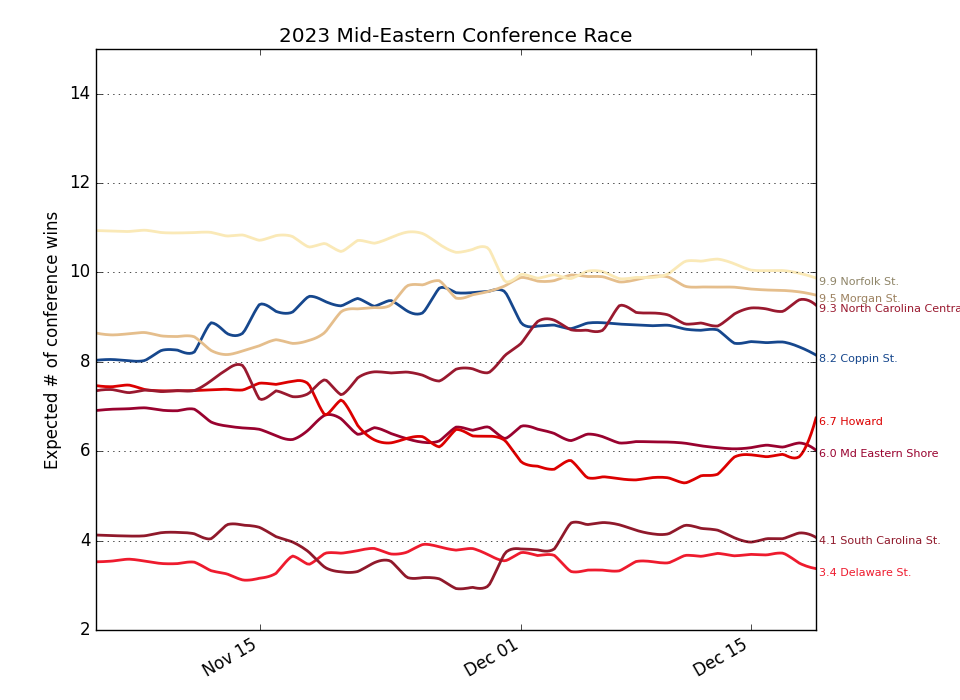 2023 Mid-Eastern Conference Race
Expected # of conference wins
14
12
10
8
6
4
2
Nov 15
Dec 01
Dec 15
9.9 Norfolk St.
9.5 Morgan St.
9.3 North Carolina Centra
8.2 Coppin St.
6.7 Howard
6.0 Md Eastern Shore
4.1 South Carolina St.
3.4 Delaware St.